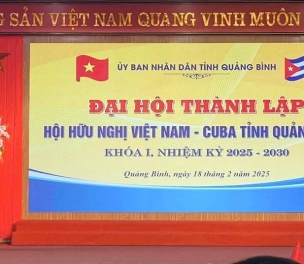 SẢN VIỆT NAM QUANG VINH MUÔN
ỦY BAN NHÂN DÂN TỈNH QUẢNG BÌNH
ĐẠI HỘI THÀNH LẬP
HỘI HỮU NGHỊ VIỆT NAM - CUBA TỈNH QUẢNG
KHÓA I, NHIỆM KỲ 2025 - 2030
Quảng Bình, ngày 18 tháng 2 năm 2025